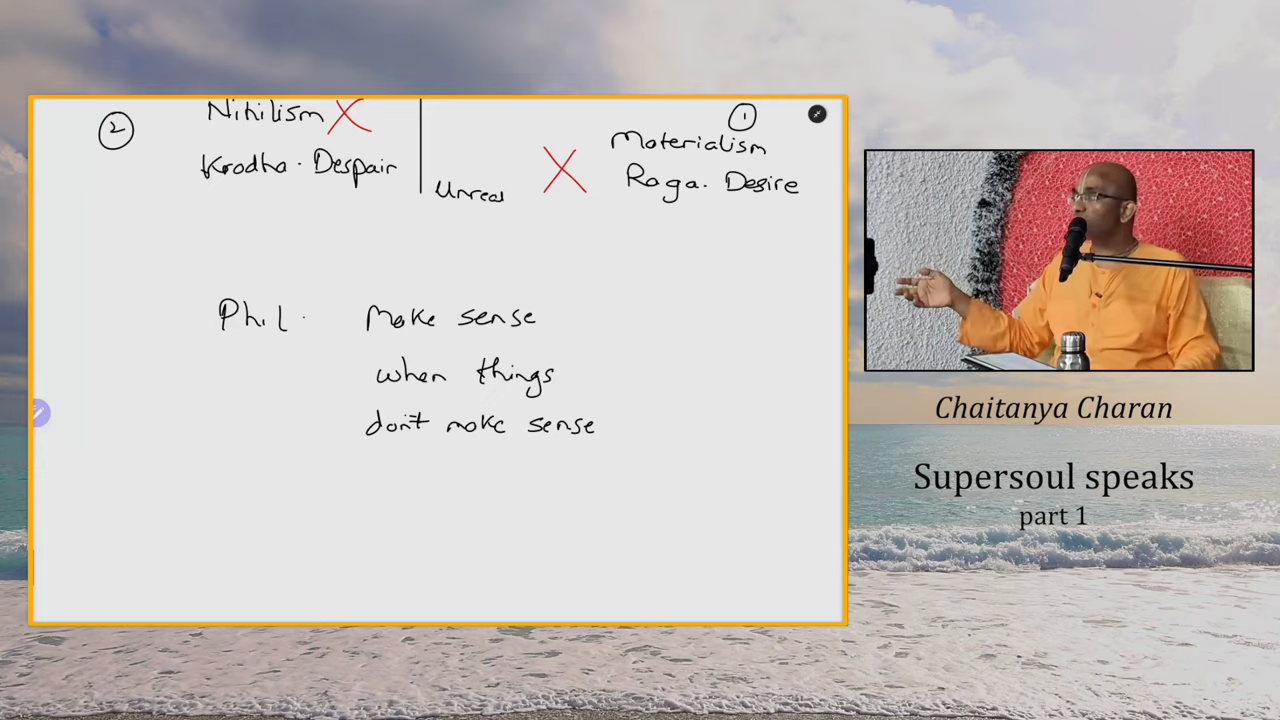 ②
Nihilism X
Krodha. Despair
Unreal
X
①
Materialism
Raga. Desire
Phil. Make sense
when things
don't make sense
Chaitanya Charan
Supersoul speaks
part 1